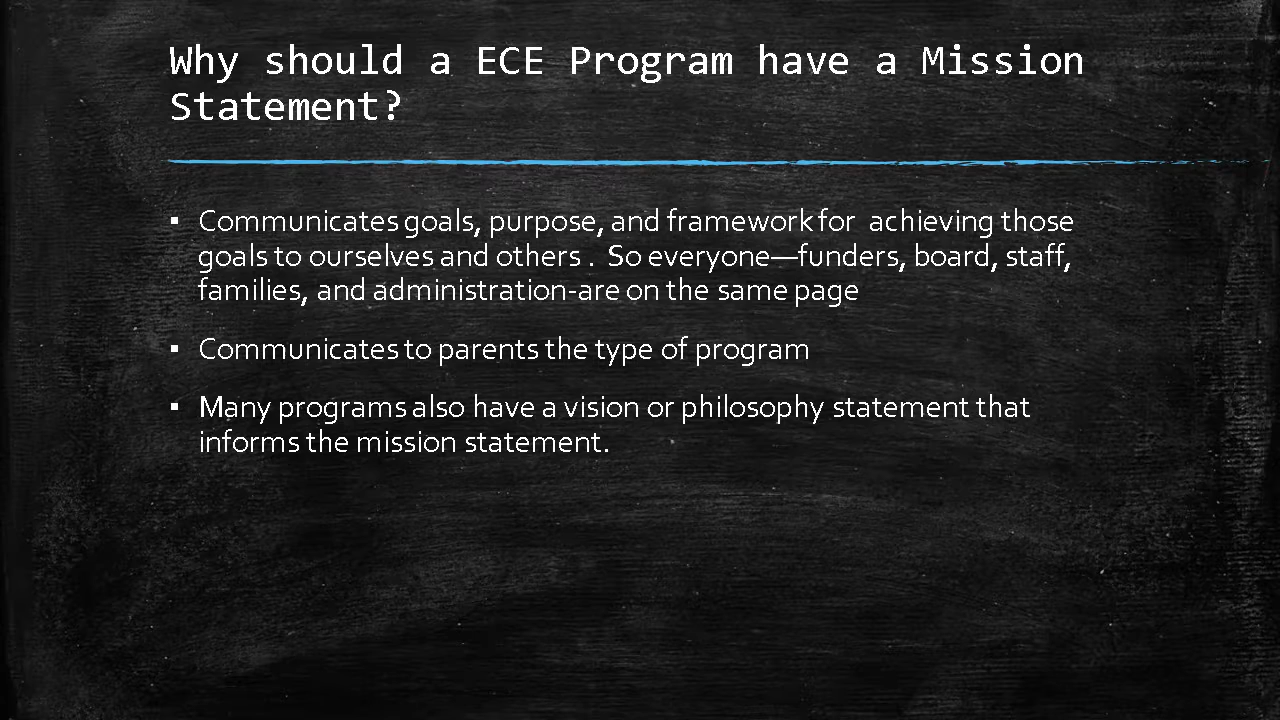 Why should a ECE Program have a Mission
Statement?
▪ Communicates goals, purpose, and framework for  achieving those
goals to ourselves and others .  So everyone—funders, board, staff,
families, and administration-are on the same page
▪ Communicates to parents the type of program
▪ Many programs also have a vision or philosophy statement that
informs the mission statement.